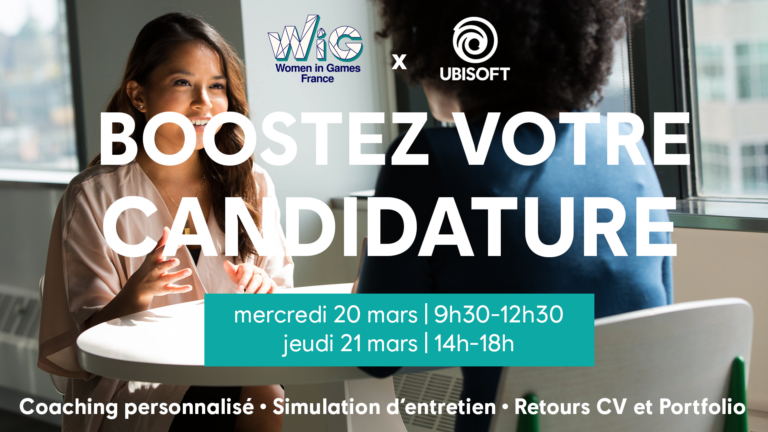 WiG
Women in Games
France
x
UBISOFT
BOOSTEZ VOTRE
CANDIDATURE
mercredi 20 mars | 9h30-12h30
jeudi 21 mars | 14h-18h
Coaching personnalisé • Simulation d'entretien • Retours CV et Portfolio